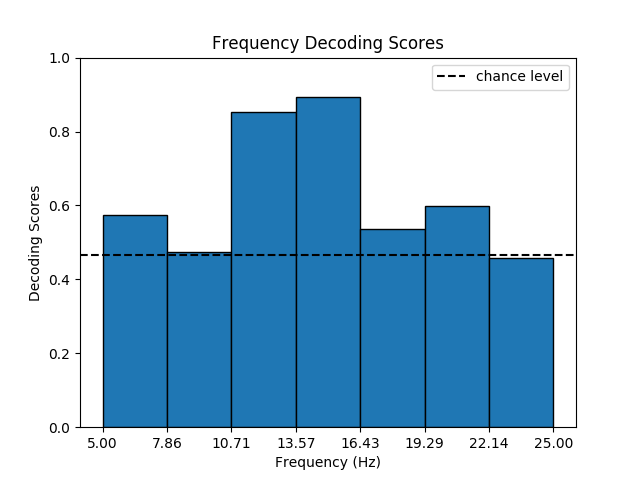 Frequency Decoding Scores
chance level
1.0
0.8
0.6
0.4
0.2
0.0
Decoding Scores
5.00 7.86 10.71 13.57 16.43 19.29 22.14 25.00
Frequency (Hz)